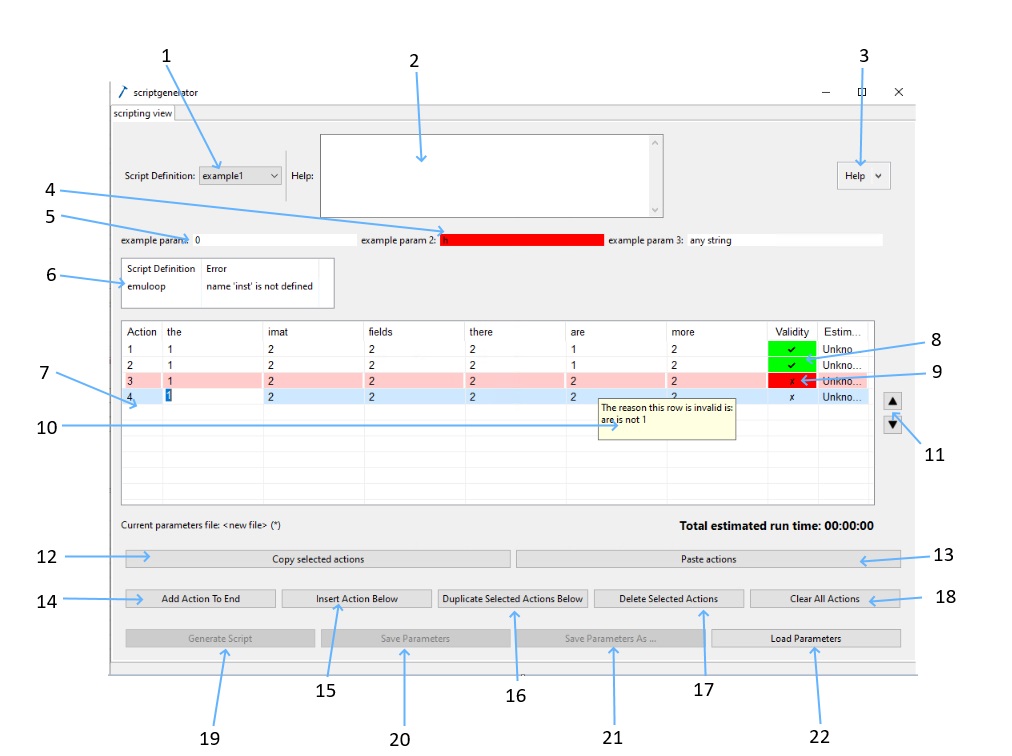 1
2
3
scriptgenerator
scripting view
Script Definition: example1
Help:
Help
4
5
example param: 0
example param 2: h
example param 3: any string
6
Script Definition Error
emuloop name 'inst' is not defined
Action the imat fields there are more Validity Estim...
1 1 2 2 2 1 2 ✓ Unkno...
2 1 2 2 2 1 2 ✓ Unkno...
3 1 2 2 2 2 2 ✗ Unkno...
4 1 2 2 2 2 2 ✗ Unkno...
7
8
9
The reason this row is invalid is:
are is not 1
10
11
Current parameters file: <new file> (*)
Total estimated run time: 00:00:00
12
Copy selected actions
Paste actions
13
14
Add Action To End
Insert Action Below
Duplicate Selected Actions Below
Delete Selected Actions
Clear All Actions
18
Generate Script
Save Parameters
Save Parameters As ...
Load Parameters
15
16
17
19
20
21
22